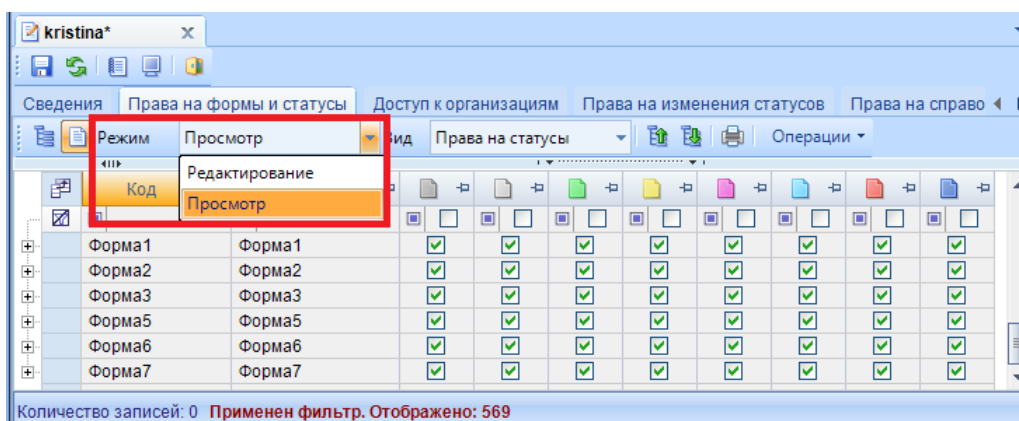 kristina* x
Сведения Права на формы и статусы Доступ к организациям Права на изменения статусов Права на справо
Режим Просмотр Вид Права на статусы Операции
Редактирование
Просмотр
Код
Форма1 Форма1
Форма2 Форма2
Форма3 Форма3
Форма5 Форма5
Форма6 Форма6
Форма7 Форма7
Количество записей: 0 Применен фильтр. Отображено: 569